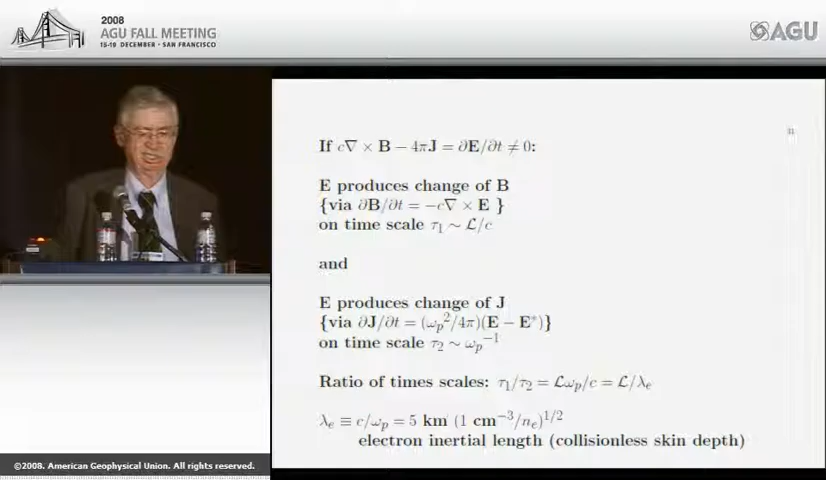 2008
AGU FALL MEETING
15-19 DECEMBER • SAN FRANCISCO
AGU
If c∇ × B − 4πJ = ∂E/∂t ≠ 0:
E produces change of B
{via ∂B/∂t = −c∇ × E }
on time scale τ₁ ∼ ℒ/c
and
E produces change of J
{via ∂J/∂t = (ωₚ²/4π)(E − E*)}
on time scale τ₂ ∼ ωₚ⁻¹
Ratio of times scales: τ₁/τ₂ = ℒωₚ/c = ℒ/λₑ
λₑ ≡ c/ωₚ = 5 km (1 cm⁻³/nₑ)¹/²
electron inertial length (collisionless skin depth)
©2008. American Geophysical Union. All rights reserved.